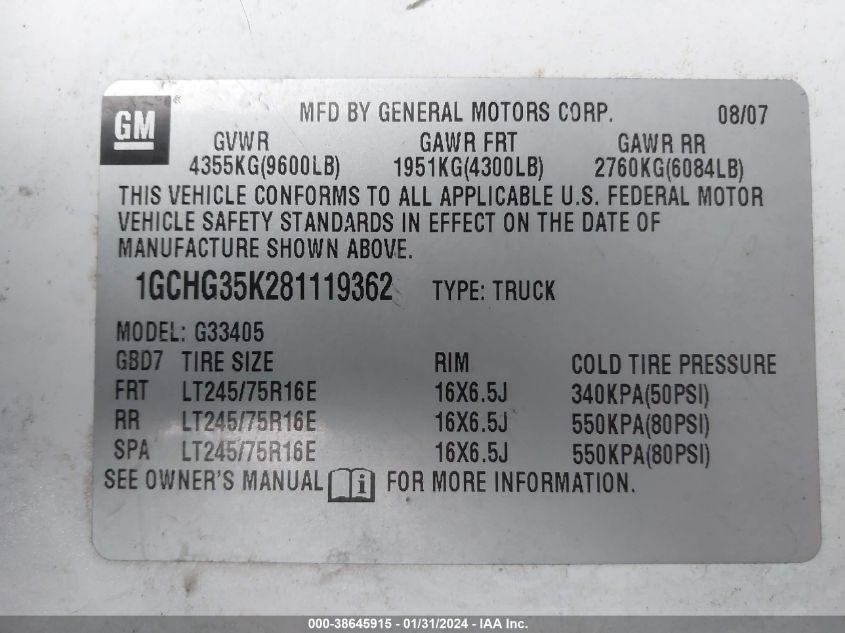 GM
MFD BY GENERAL MOTORS CORP. 08/07
GVWR GAWR FRT GAWR RR
4355KG(9600LB) 1951KG(4300LB) 2760KG(6084LB)
THIS VEHICLE CONFORMS TO ALL APPLICABLE U.S. FEDERAL MOTOR
VEHICLE SAFETY STANDARDS IN EFFECT ON THE DATE OF
MANUFACTURE SHOWN ABOVE.
1GCHG35K281119362 TYPE: TRUCK
MODEL: G33405
GBD7 TIRE SIZE RIM COLD TIRE PRESSURE
FRT LT245/75R16E 16X6.5J 340KPA(50PSI)
RR LT245/75R16E 16X6.5J 550KPA(80PSI)
SPA LT245/75R16E 16X6.5J 550KPA(80PSI)
SEE OWNER'S MANUAL i FOR MORE INFORMATION.
000-38645915 - 01/31/2024 - IAA Inc.